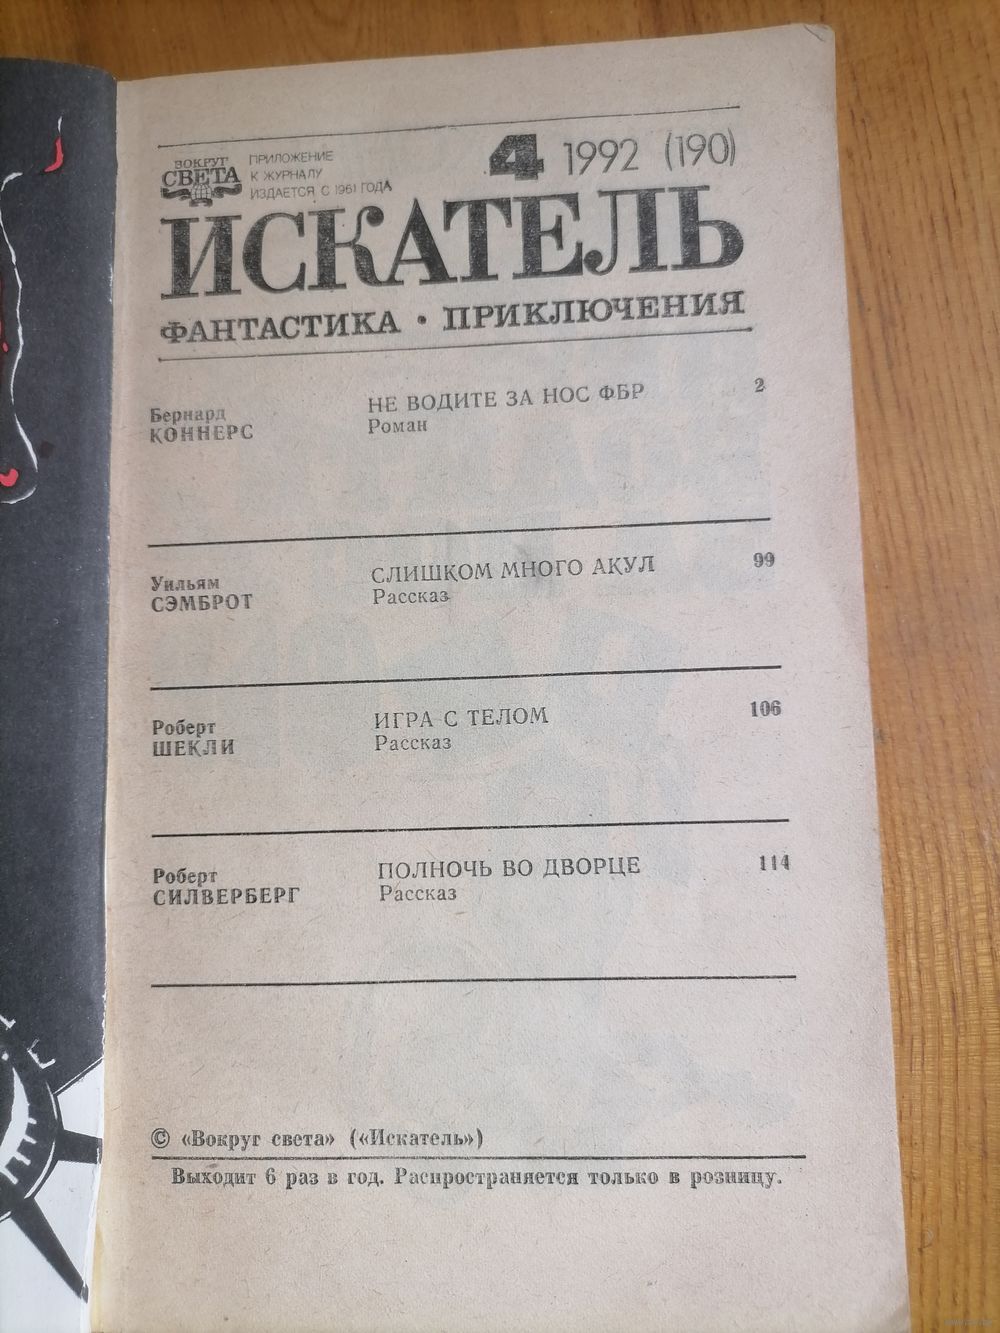 ВОКРУГ
СВЕТА
ПРИЛОЖЕНИЕ
К ЖУРНАЛУ
ИЗДАЕТСЯ С 1961 ГОДА
4 1992 (190)
ИСКАТЕЛЬ
ФАНТАСТИКА · ПРИКЛЮЧЕНИЯ
Бернард
КОННЕРС
НЕ ВОДИТЕ ЗА НОС ФБР
Роман
2
Уильям
СЭМБРОТ
СЛИШКОМ МНОГО АКУЛ
Рассказ
99
Роберт
ШЕКЛИ
ИГРА С ТЕЛОМ
Рассказ
106
Роберт
СИЛВЕРБЕРГ
ПОЛНОЧЬ ВО ДВОРЦЕ
Рассказ
114
© «Вокруг света» («Искатель»)
Выходит 6 раз в год. Распространяется только в розницу.